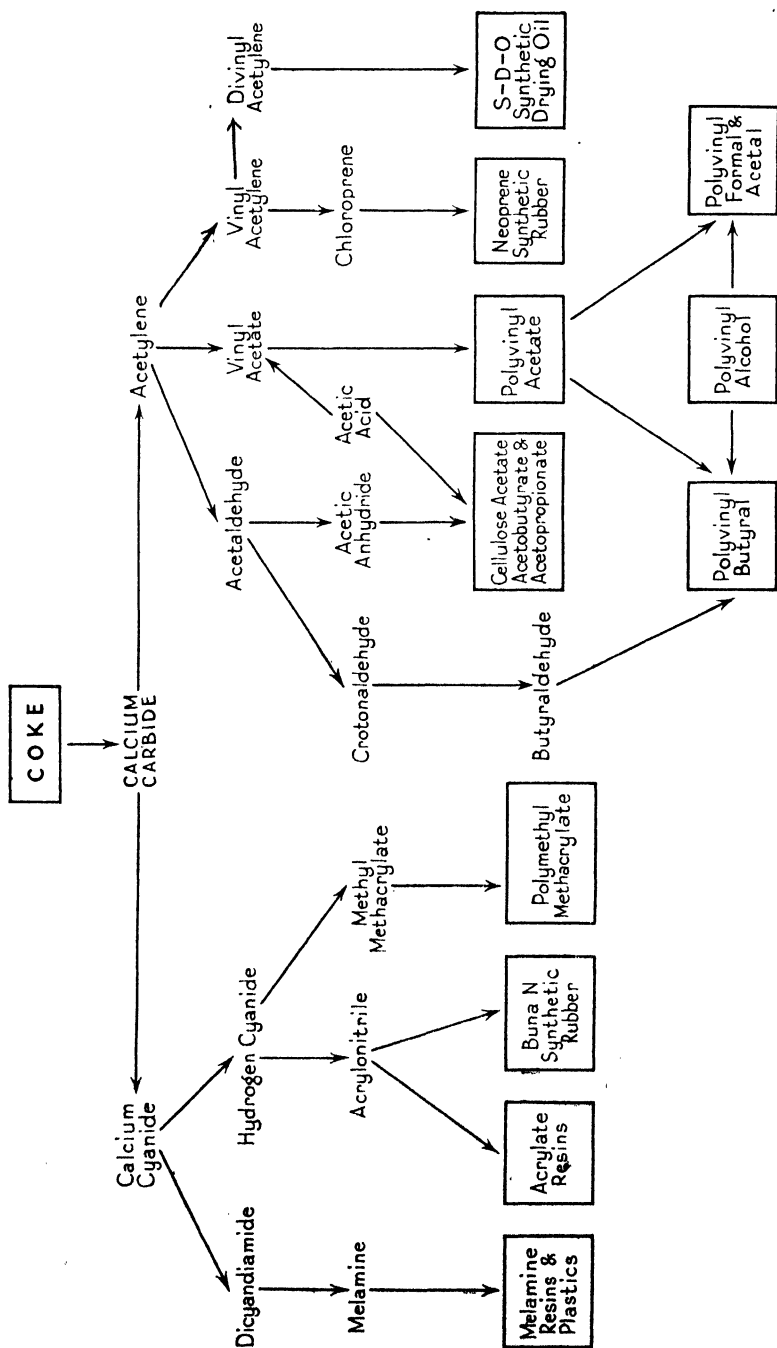 COKE
CALCIUM
CARBIDE
Calcium
Cyanide
Acetylene
Dicyandiamide
Hydrogen Cyanide
Acetaldehyde
Vinyl
Acetate
Vinyl
Acetylene
Divinyl
Acetylene
Melamine
Acrylonitrile
Methyl
Methacrylate
Crotonaldehyde
Acetic
Anhydride
Acetic
Acid
Chloroprene
Melamine
Resins &
Plastics
Acrylate
Resins
Buna N
Synthetic
Rubber
Polymethyl
Methacrylate
Butyraldehyde
Cellulose Acetate
Acetobutyrate &
Acetopropionate
Polyvinyl
Acetate
Neoprene
Synthetic
Rubber
S-D-O
Synthetic
Drying Oil
Polyvinyl
Butyral
Polyvinyl
Alcohol
Polyvinyl
Formal &
Acetal